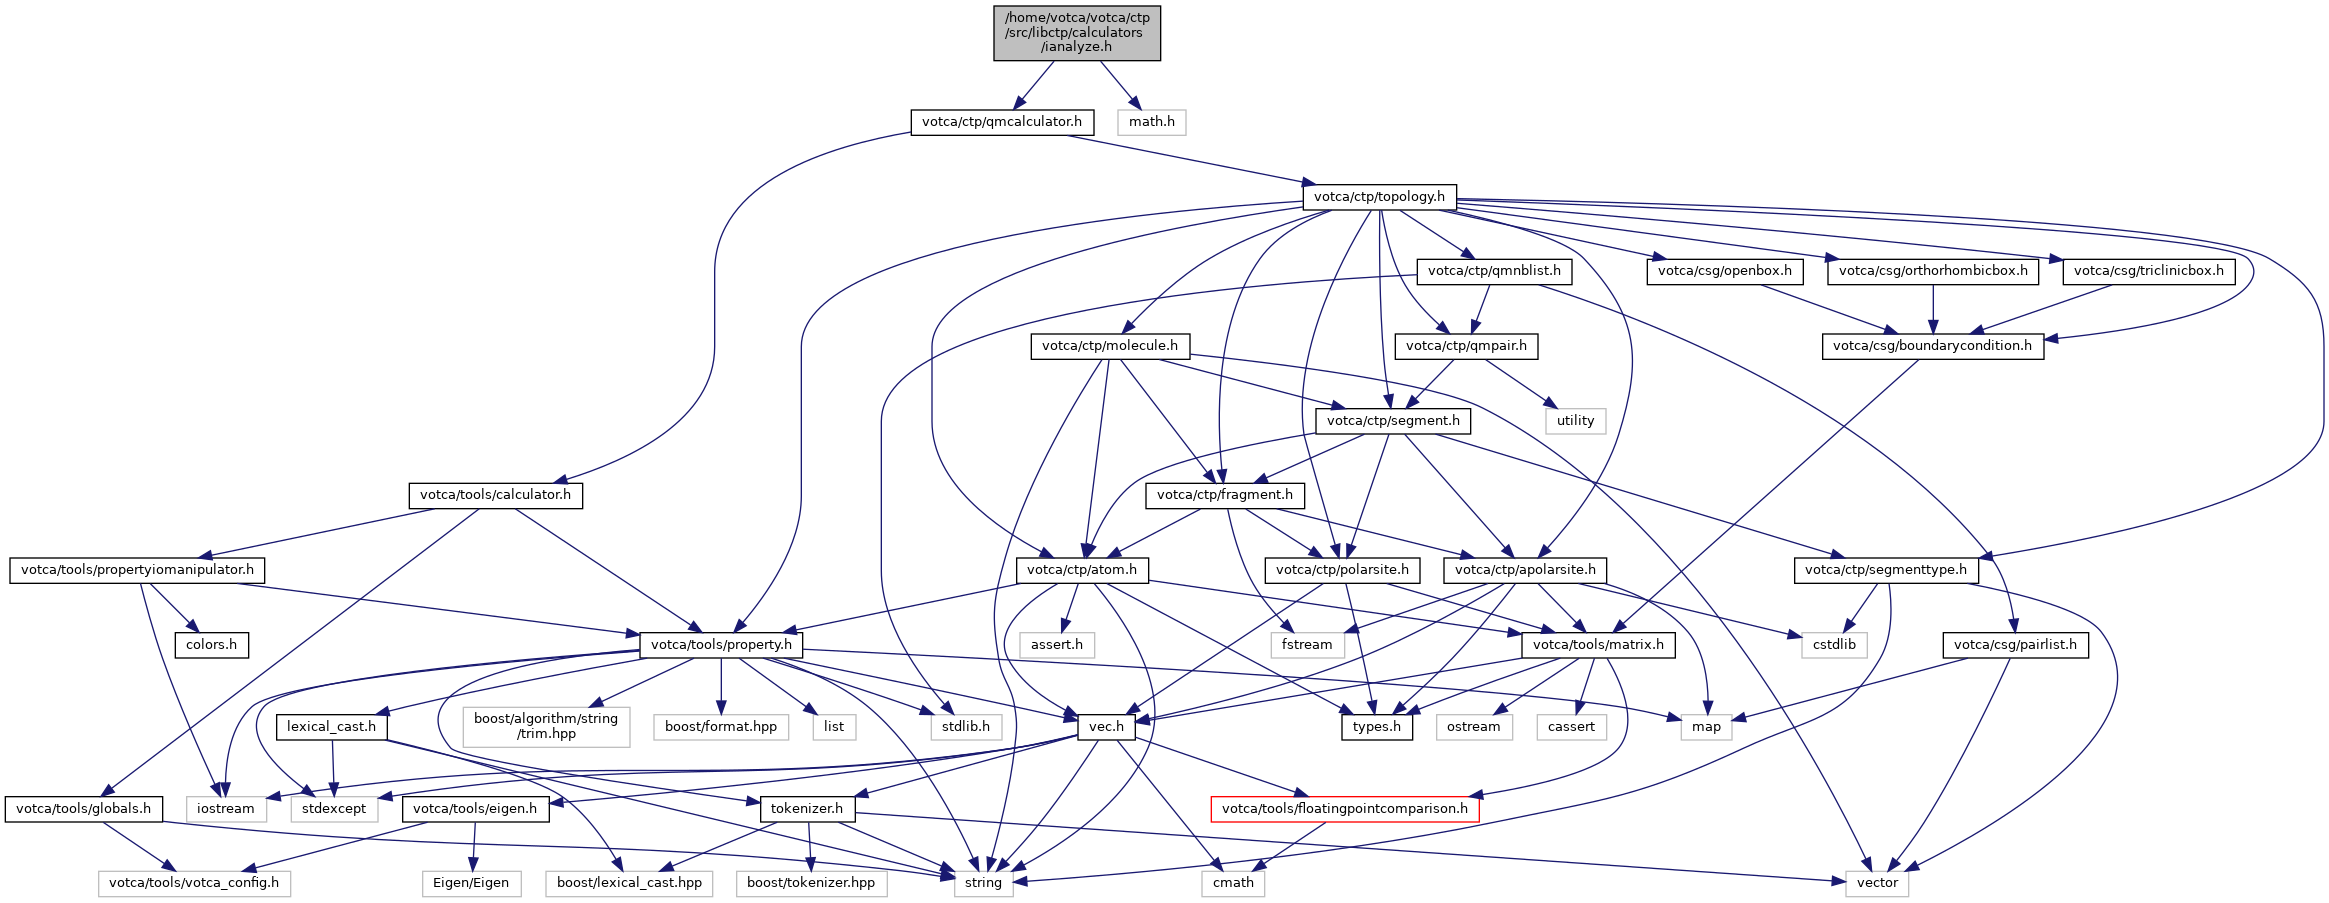 /home/votca/votca/ctp
/src/libctp/calculators
/ianalyze.h
votca/ctp/qmcalculator.h
math.h
votca/ctp/topology.h
votca/ctp/qmnblist.h
votca/csg/openbox.h
votca/csg/orthorhombicbox.h
votca/csg/triclinicbox.h
votca/ctp/molecule.h
votca/ctp/qmpair.h
votca/csg/boundarycondition.h
votca/ctp/segment.h
utility
votca/tools/calculator.h
votca/ctp/fragment.h
votca/tools/propertyiomanipulator.h
votca/ctp/atom.h
votca/ctp/polarsite.h
votca/ctp/apolarsite.h
votca/ctp/segmenttype.h
colors.h
votca/tools/property.h
assert.h
fstream
votca/tools/matrix.h
cstdlib
votca/csg/pairlist.h
lexical_cast.h
boost/algorithm/string
/trim.hpp
boost/format.hpp
list
stdlib.h
vec.h
types.h
ostream
cassert
map
votca/tools/globals.h
iostream
stdexcept
votca/tools/eigen.h
tokenizer.h
votca/tools/floatingpointcomparison.h
votca/tools/votca_config.h
Eigen/Eigen
boost/lexical_cast.hpp
boost/tokenizer.hpp
string
cmath
vector